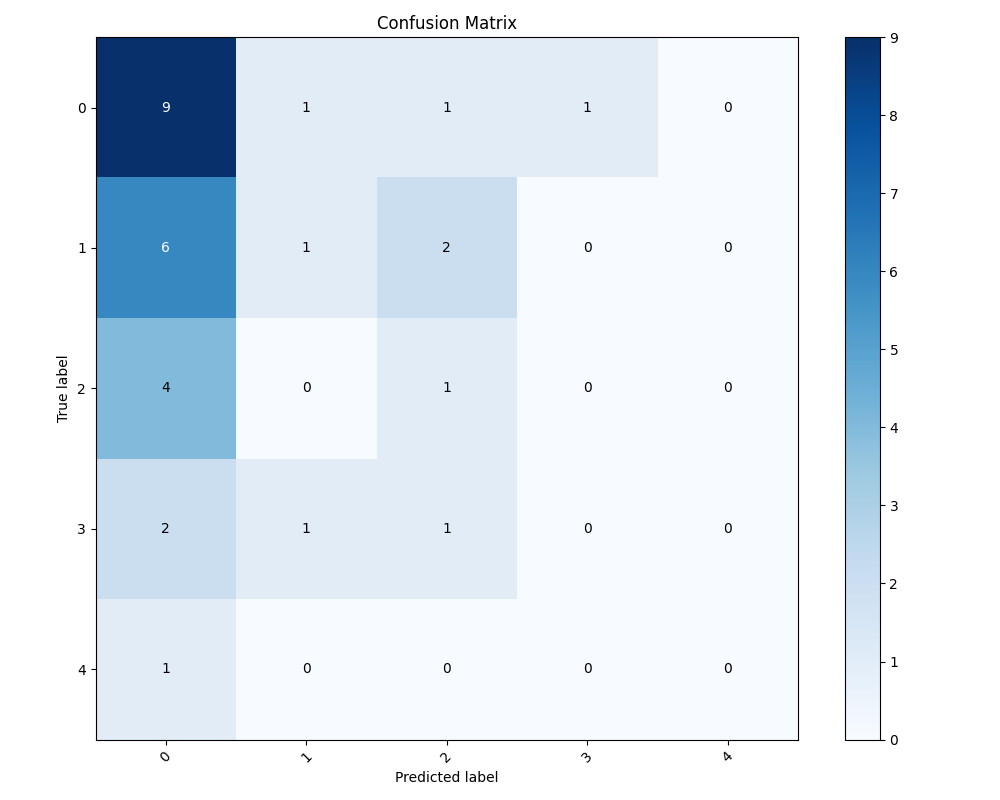 Confusion Matrix
0 9 1 1 1 0
1 6 1 2 0 0
2 4 0 1 0 0
3 2 1 1 0 0
4 1 0 0 0 0
0 1 2 3 4
True label
Predicted label
9
8
7
6
5
4
3
2
1
0